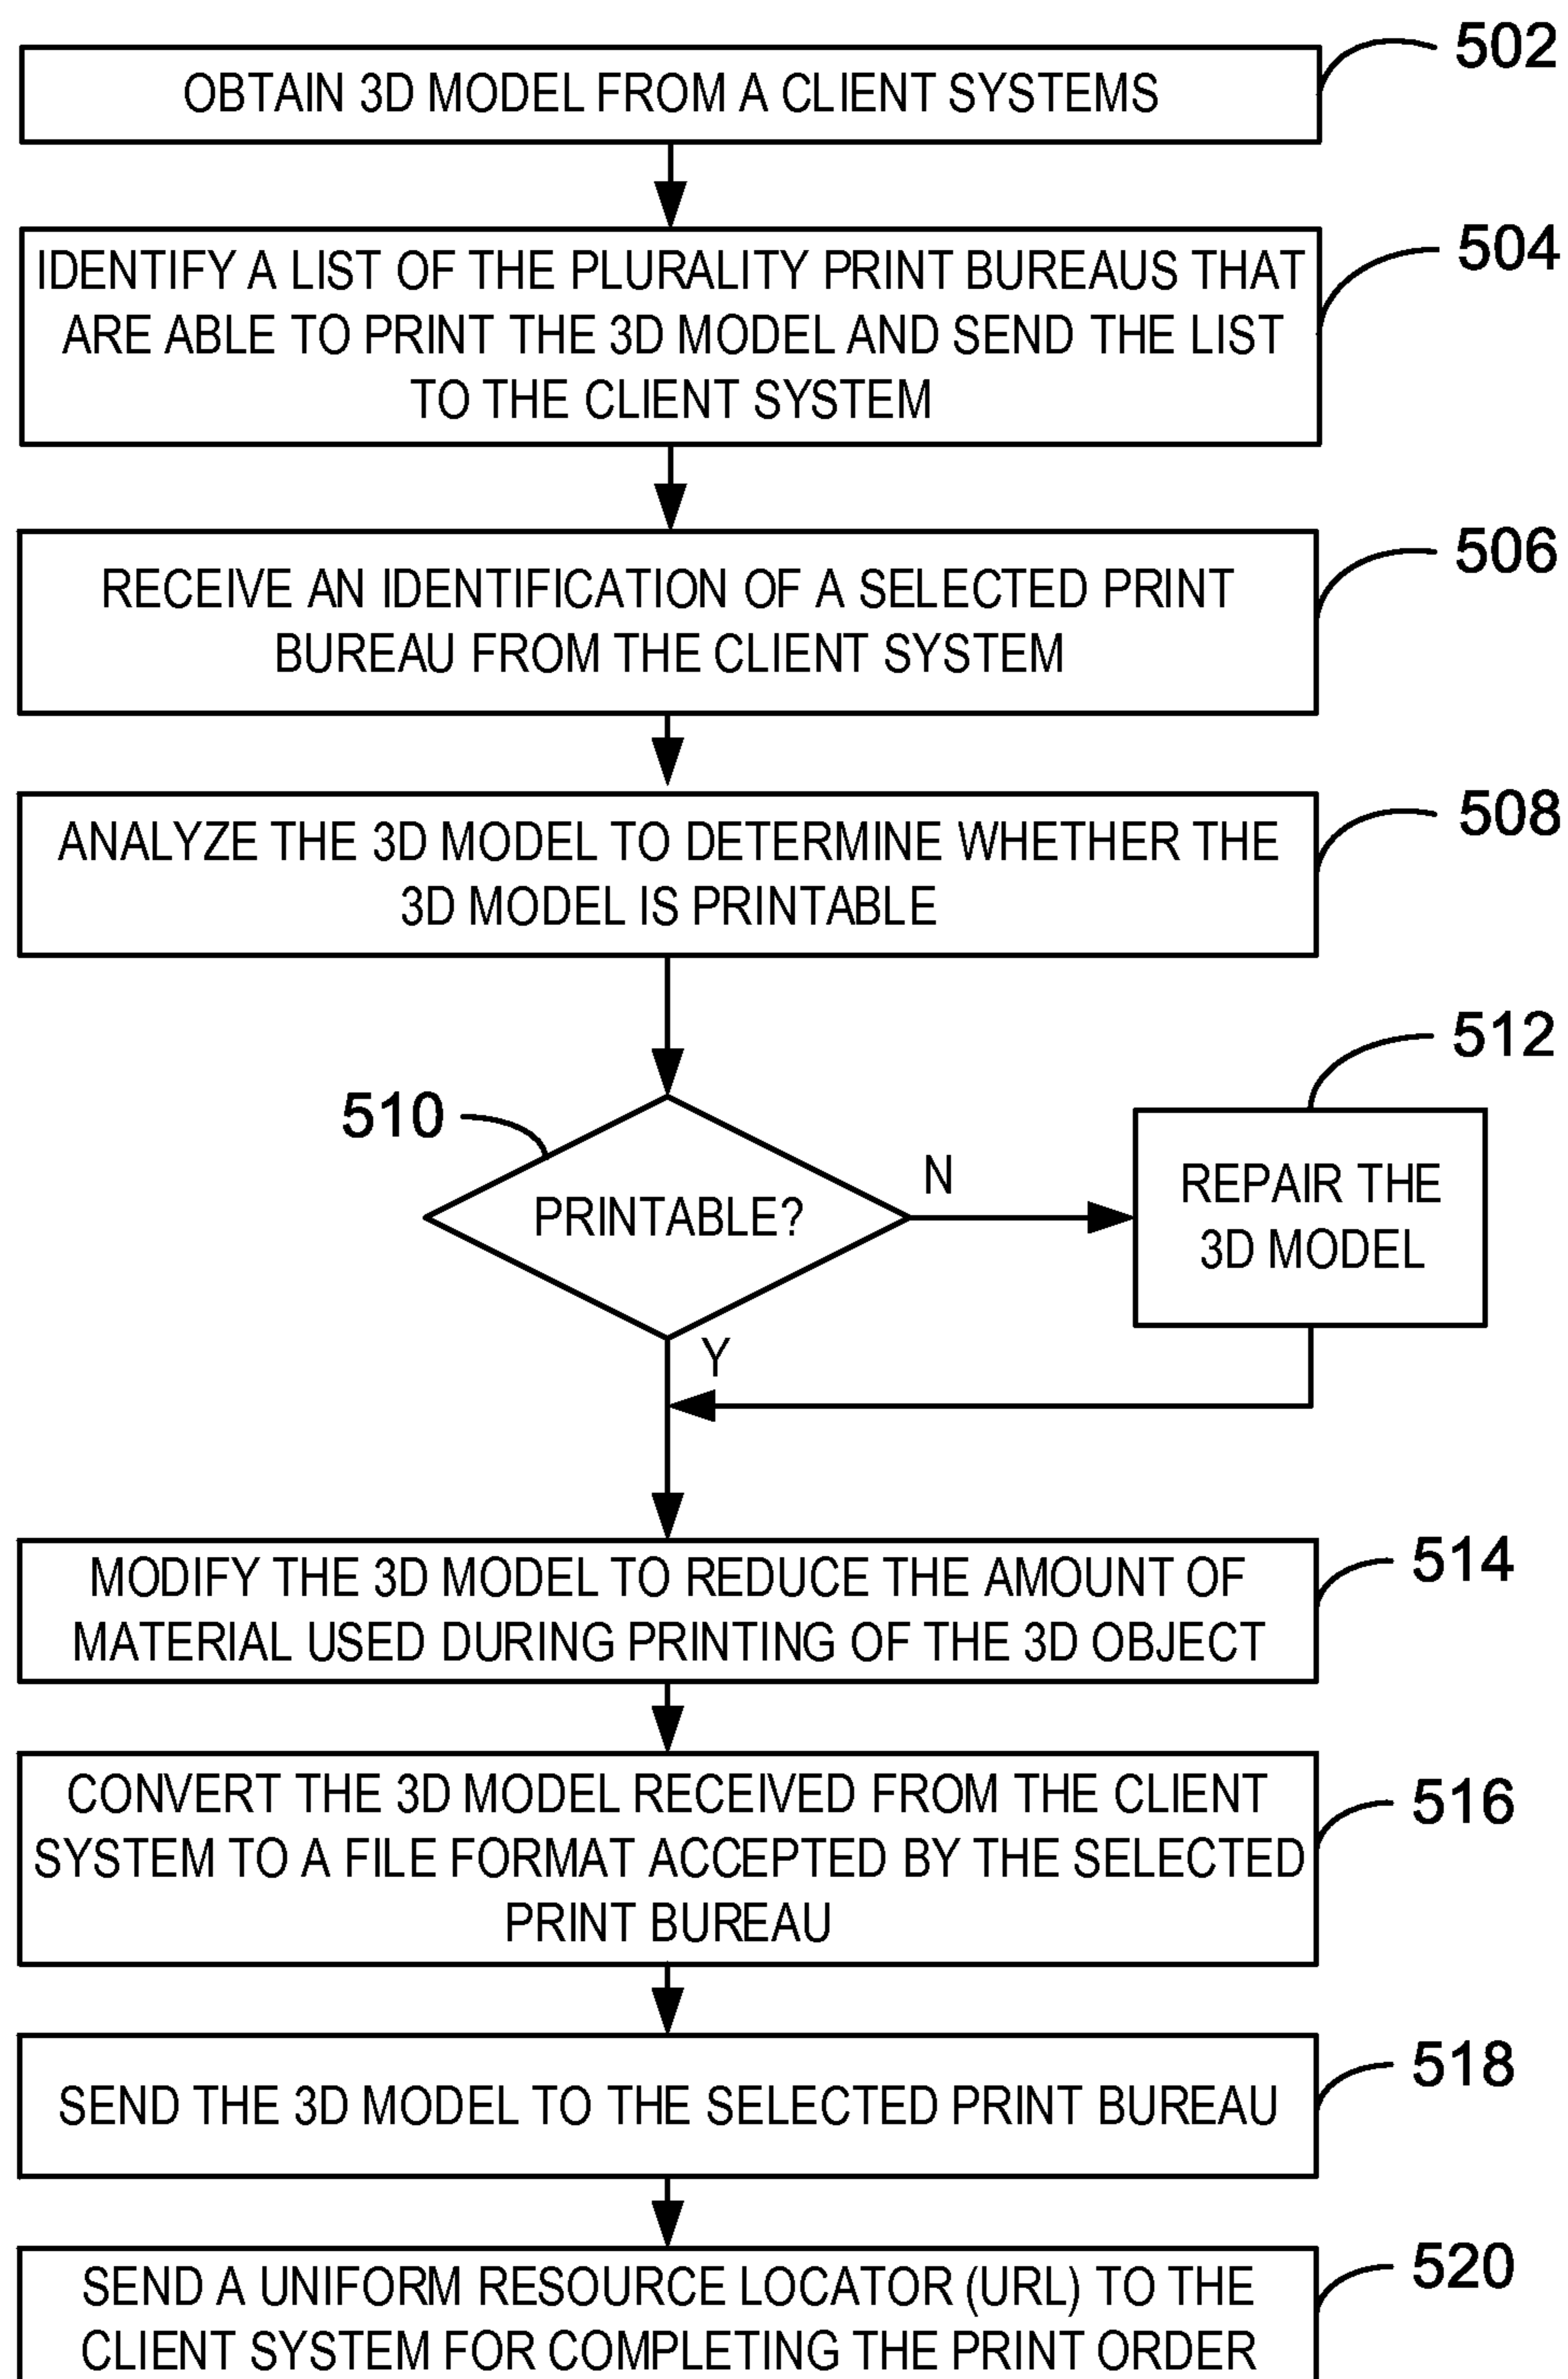 502
OBTAIN 3D MODEL FROM A CLIENT SYSTEMS
504
IDENTIFY A LIST OF THE PLURALITY PRINT BUREAUS THAT
ARE ABLE TO PRINT THE 3D MODEL AND SEND THE LIST
TO THE CLIENT SYSTEM
506
RECEIVE AN IDENTIFICATION OF A SELECTED PRINT
BUREAU FROM THE CLIENT SYSTEM
508
ANALYZE THE 3D MODEL TO DETERMINE WHETHER THE
3D MODEL IS PRINTABLE
512
510
PRINTABLE?
N
REPAIR THE
3D MODEL
Y
514
MODIFY THE 3D MODEL TO REDUCE THE AMOUNT OF
MATERIAL USED DURING PRINTING OF THE 3D OBJECT
516
CONVERT THE 3D MODEL RECEIVED FROM THE CLIENT
SYSTEM TO A FILE FORMAT ACCEPTED BY THE SELECTED
PRINT BUREAU
518
SEND THE 3D MODEL TO THE SELECTED PRINT BUREAU
520
SEND A UNIFORM RESOURCE LOCATOR (URL) TO THE
CLIENT SYSTEM FOR COMPLETING THE PRINT ORDER